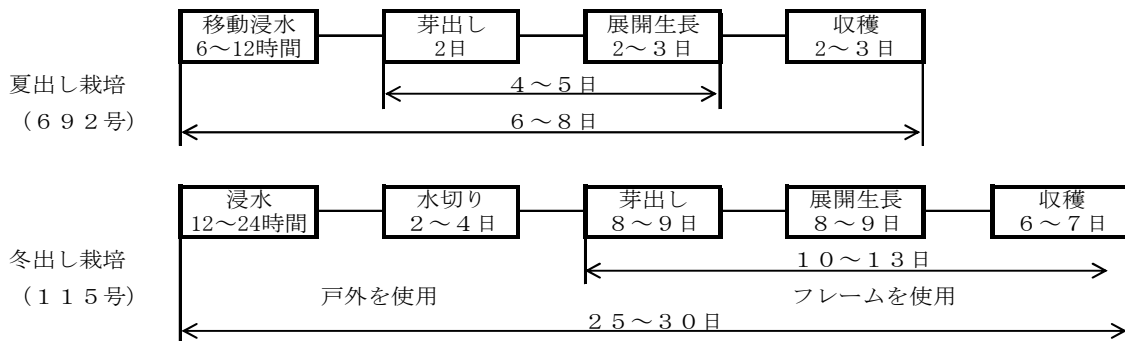 移動浸水 芽出し 展開生長 収穫
6～12時間 2日 2～３日 2～３日
夏出し栽培 ４～５日
（６９２号） ６～８日
浸水 水切り 芽出し 展開生長 収穫
12～24時間 ２～４日 ８～９日 ８～９日 ６～７日
冬出し栽培 １０～１３日
（１１５号） 戸外を使用 フレームを使用
２５～３０日